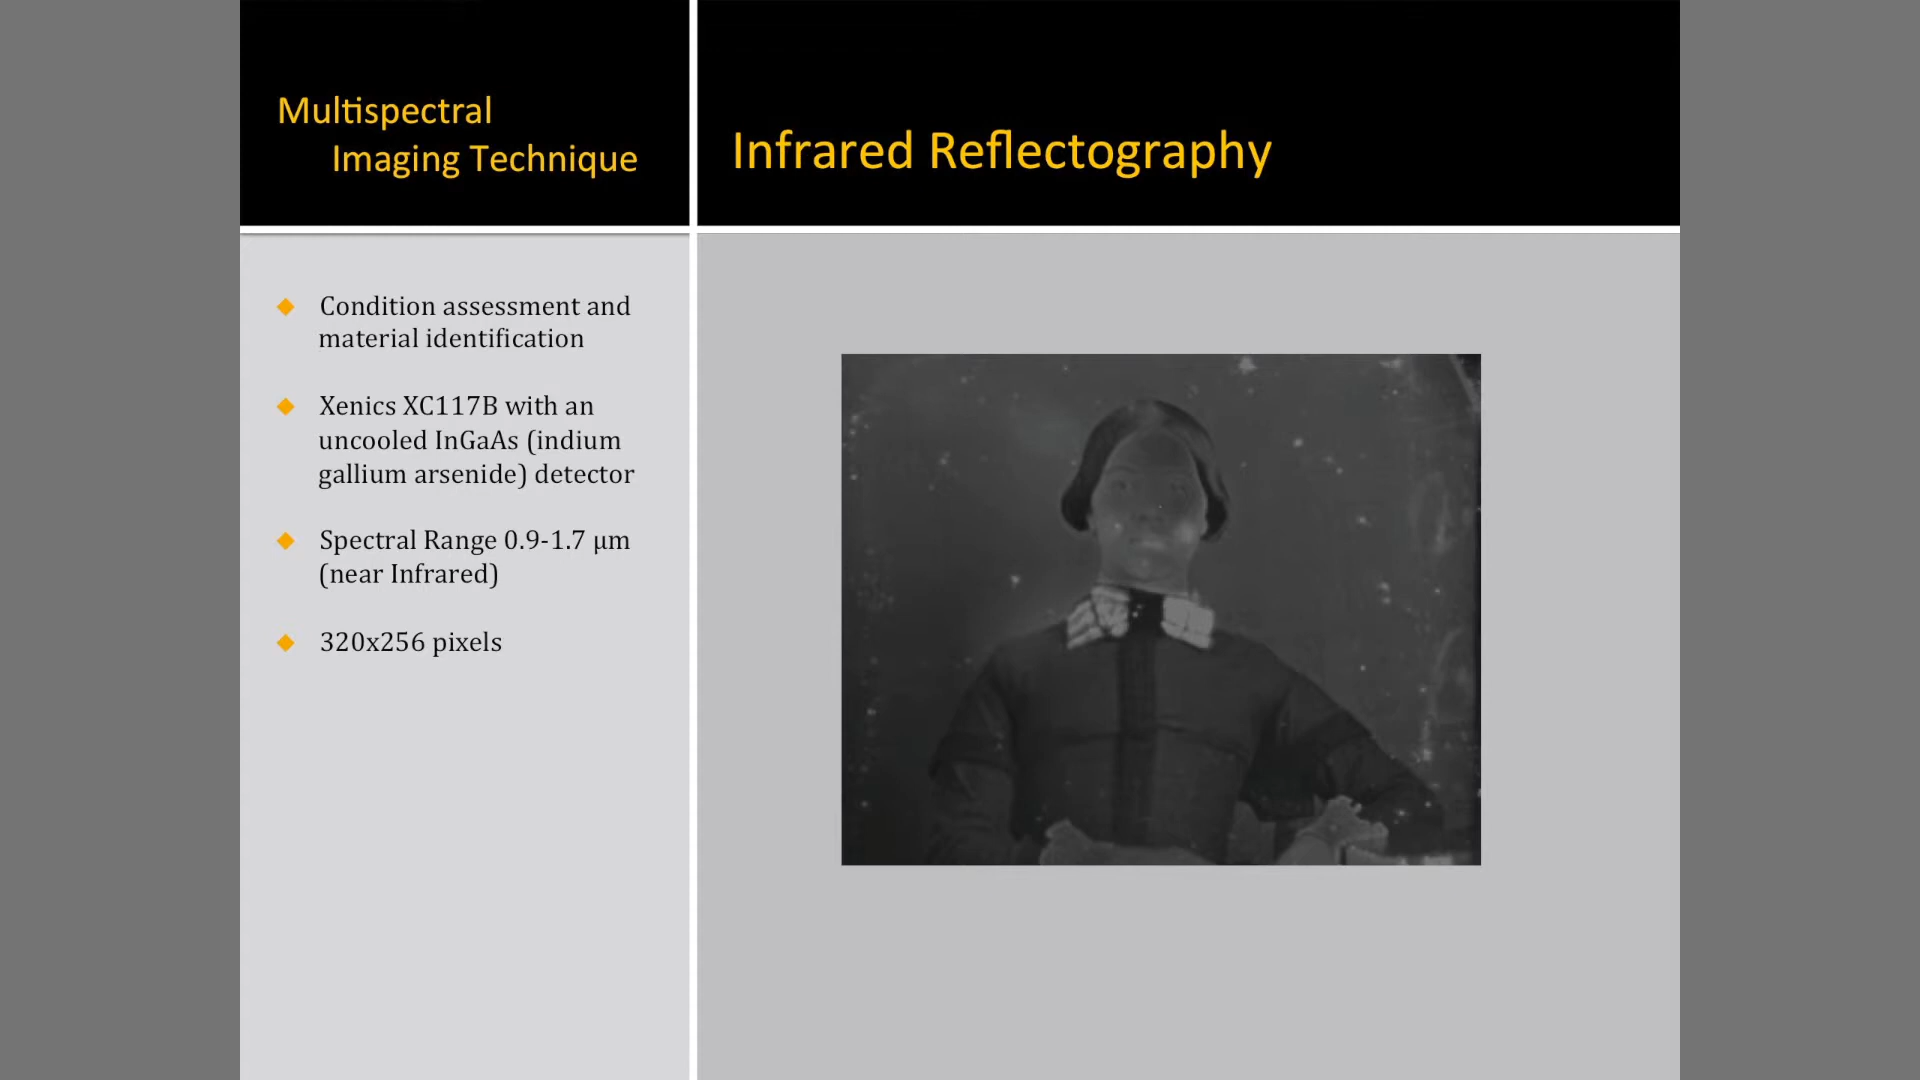 Multispectral
Imaging Technique
Infrared Reflectography
Condition assessment and
material identification
Xenics XC117B with an
uncooled InGaAs (indium
gallium arsenide) detector
Spectral Range 0.9-1.7 µm
(near Infrared)
320x256 pixels